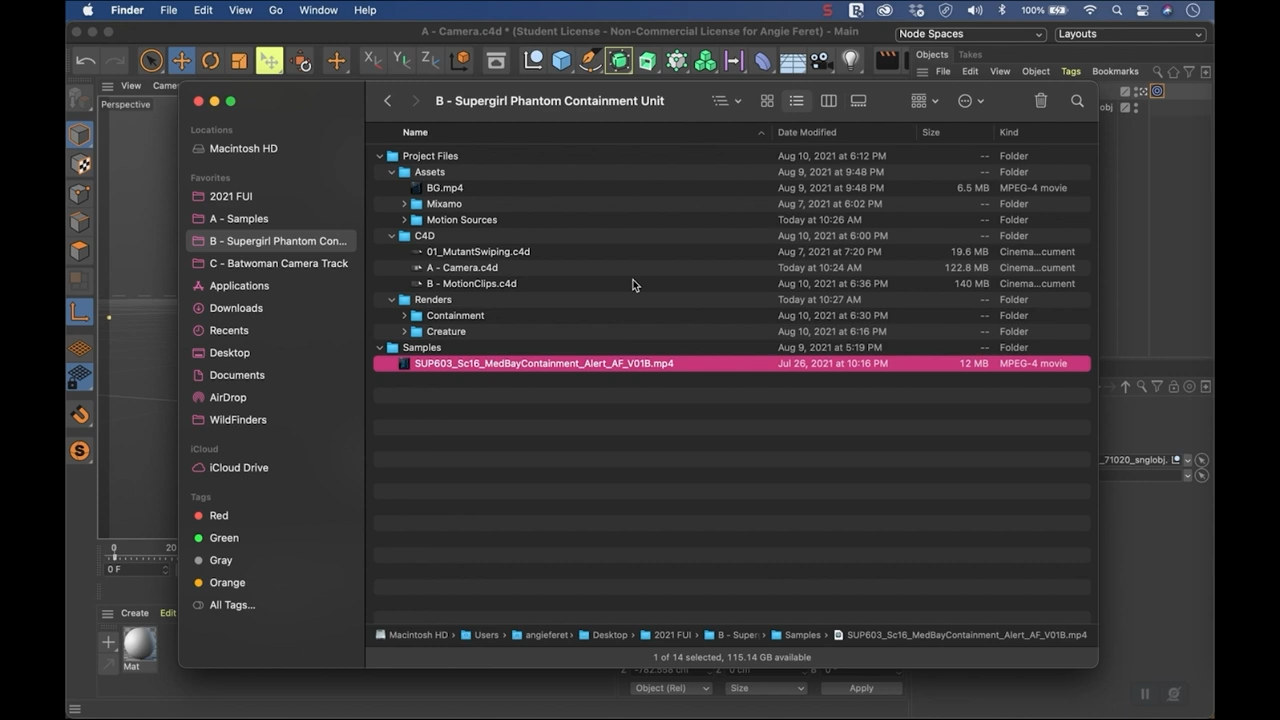 Finder File Edit View Go Window Help 100%
A - Camera.c4d * (Student License - Non-Commercial License for Angie Feret) - Main
Node Spaces Layouts
Objects Takes
File Edit View Object Tags Bookmarks
View Came
Perspective
B - Supergirl Phantom Containment Unit
Name Date Modified Size Kind
Locations
Macintosh HD
Favorites
2021 FUI
A - Samples
B - Supergirl Phantom Con...
C - Batwoman Camera Track
Applications
Downloads
Recents
Desktop
Documents
AirDrop
WildFinders
iCloud
iCloud Drive
Tags
Red
Green
Gray
Orange
All Tags...
Project Files Aug 10, 2021 at 6:12 PM -- Folder
Assets Aug 9, 2021 at 9:48 PM -- Folder
BG.mp4 Aug 9, 2021 at 9:48 PM 6.5 MB MPEG-4 movie
Mixamo Aug 7, 2021 at 6:02 PM -- Folder
Motion Sources Today at 10:26 AM -- Folder
C4D Aug 10, 2021 at 6:00 PM -- Folder
01_MutantSwiping.c4d Aug 7, 2021 at 7:20 PM 19.6 MB Cinema...cument
A - Camera.c4d Today at 10:24 AM 122.8 MB Cinema...cument
B - MotionClips.c4d Aug 10, 2021 at 6:36 PM 140 MB Cinema...cument
Renders Today at 10:27 AM -- Folder
Containment Aug 10, 2021 at 6:30 PM -- Folder
Creature Aug 10, 2021 at 6:16 PM -- Folder
Samples Aug 9, 2021 at 5:19 PM -- Folder
SUP603_Sc16_MedBayContainment_Alert_AF_V01B.mp4 Jul 26, 2021 at 10:16 PM 12 MB MPEG-4 movie
obj
_71020_snglobj.
0 20
0 F
Create Edit
Mat
Macintosh HD › Users › angieferet › Desktop › 2021 FUI › B - Super › Samples › SUP603_Sc16_MedBayContainment_Alert_AF_V01B.mp4
1 of 14 selected, 115.14 GB available
Object (Rel) Size Apply